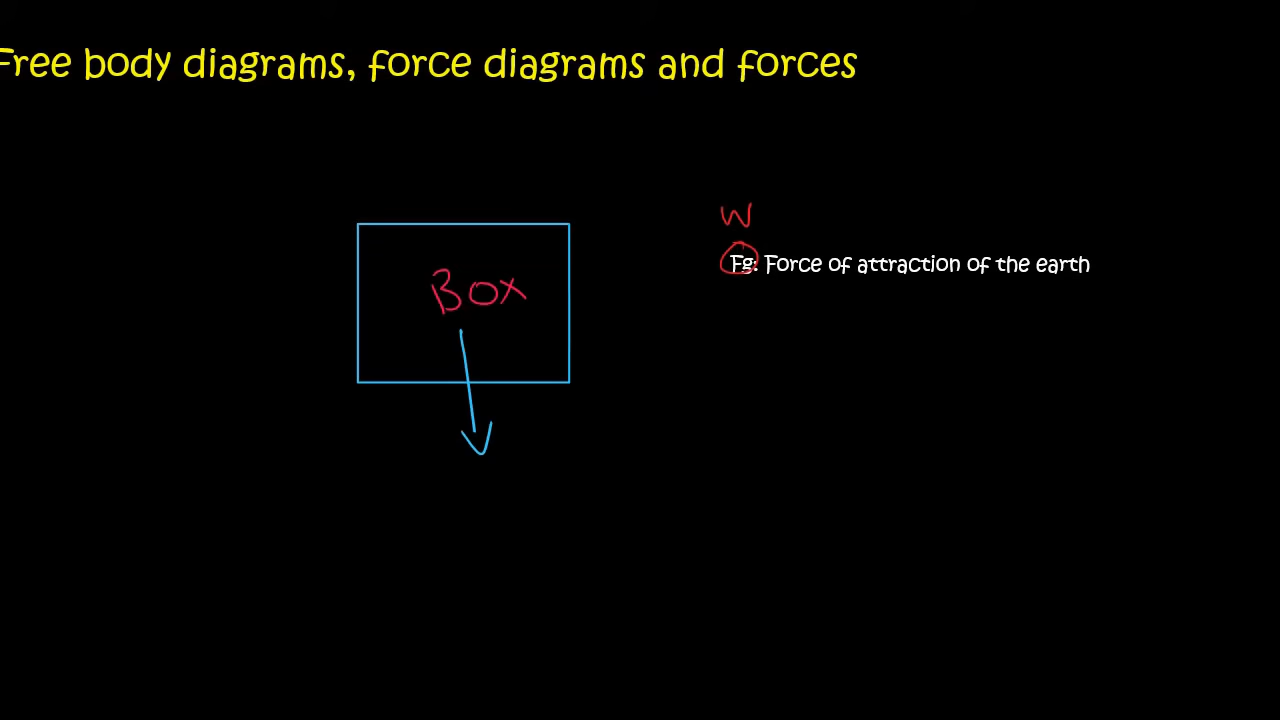 Free body diagrams, force diagrams and forces
W
Fg: Force of attraction of the earth
Box